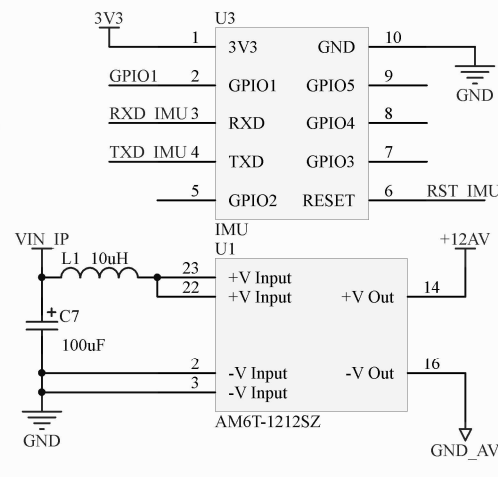 3V3
U3
1 3V3 GND 10
GND
GPIO1 2 GPIO1 GPIO5 9
RXD_IMU 3 RXD GPIO4 8
TXD_IMU 4 TXD GPIO3 7
5 GPIO2 RESET 6 RST_IMU
IMU
VIN_IP
L1 10uH
U1
+12AV
23 +V Input
22 +V Input
+V Out 14
C7
100uF
2 -V Input
3 -V Input
-V Out 16
AM6T-1212SZ
GND
GND_AV